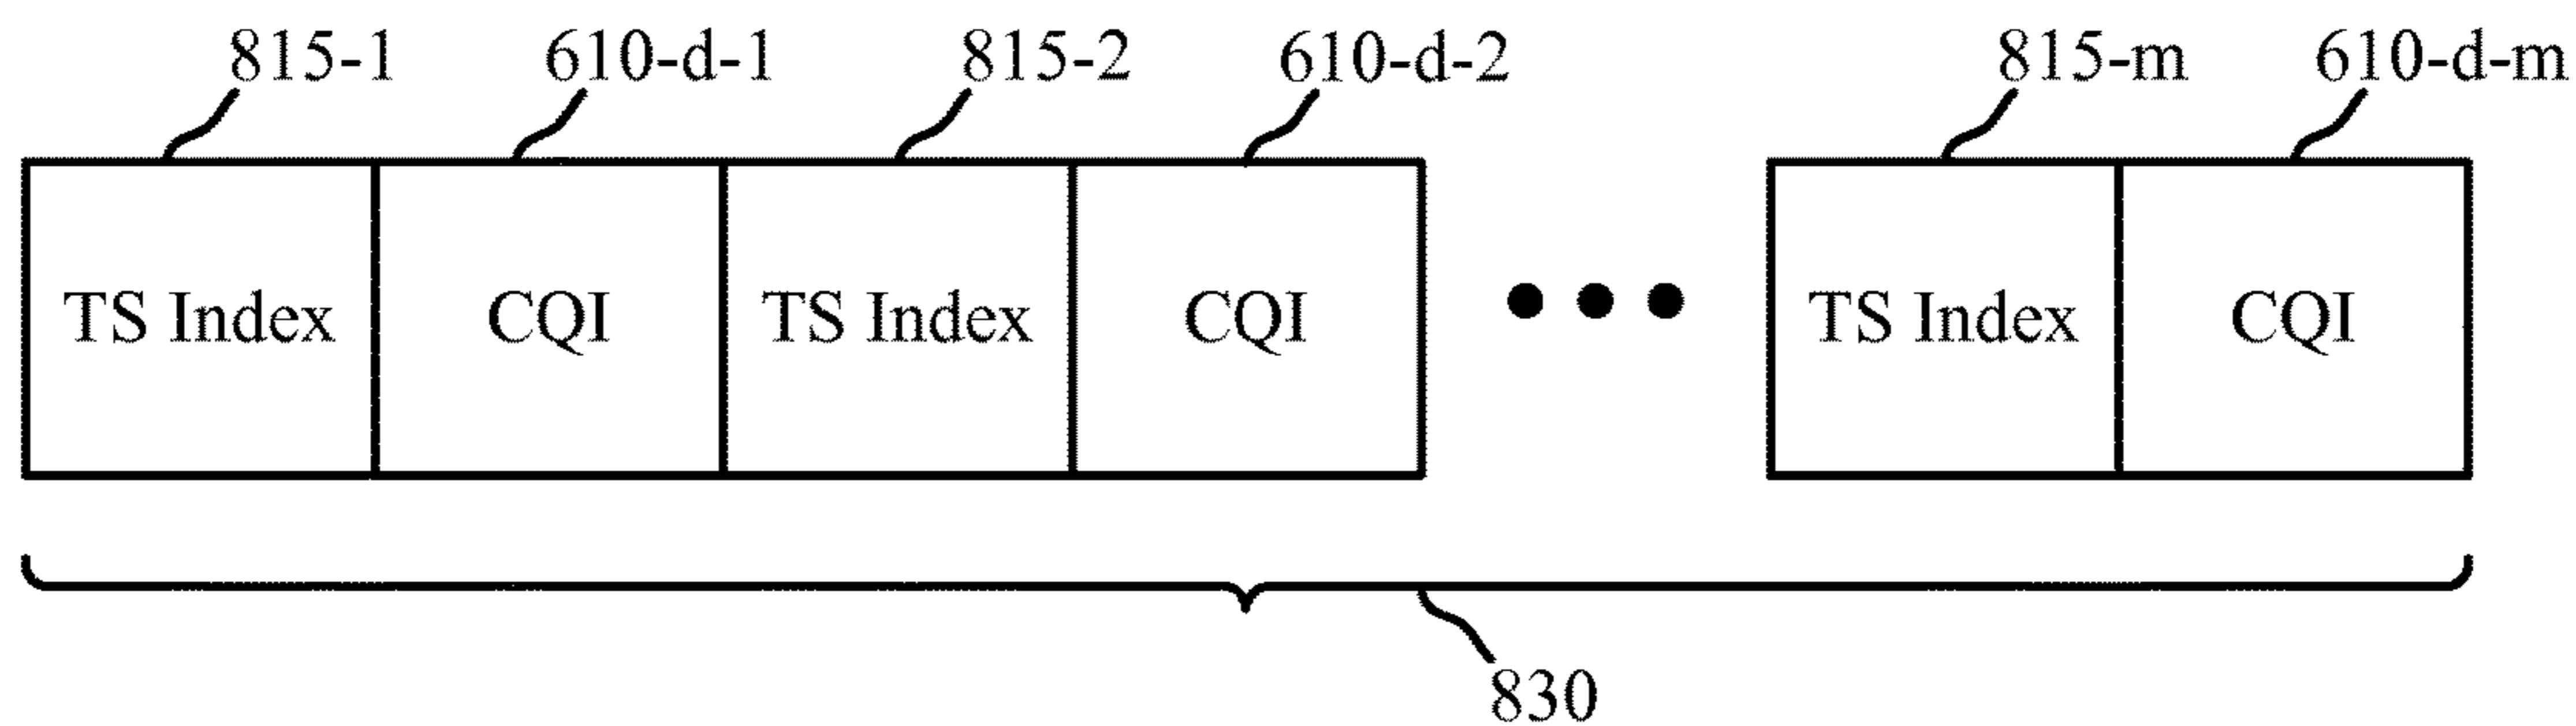 815-1 610-d-1 815-2 610-d-2 815-m 610-d-m
TS Index CQI TS Index CQI TS Index CQI
830